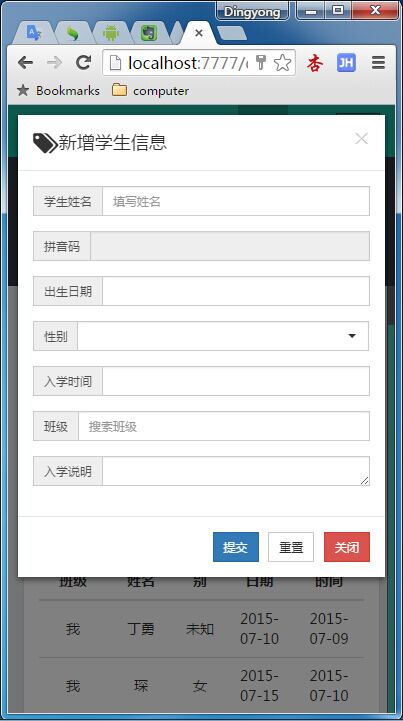 Dingyong
localhost:7777/
杏
JH
Bookmarks
computer
新增学生信息
学生姓名 填写姓名
拼音码
出生日期
性别
入学时间
班级 搜索班级
入学说明
提交 重置 关闭
班级 姓名 别 日期 时间
我 丁勇 未知 2015-07-10 2015-07-09
我 琛 女 2015-07-15 2015-07-10